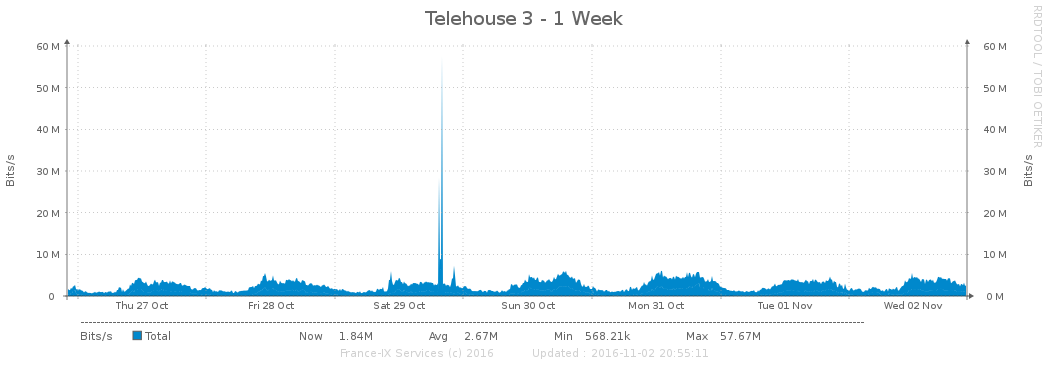 Telehouse 3 - 1 Week
RRDTOOL / TOBI OETIKER
Bits/s
60 M
50 M
40 M
30 M
20 M
10 M
0
60 M
50 M
40 M
30 M
20 M
10 M
0 M
Bits/s
Thu 27 Oct Fri 28 Oct Sat 29 Oct Sun 30 Oct Mon 31 Oct Tue 01 Nov Wed 02 Nov
Bits/s Total Now 1.84M Avg 2.67M Min 568.21k Max 57.67M
France-IX Services (c) 2016 Updated : 2016-11-02 20:55:11